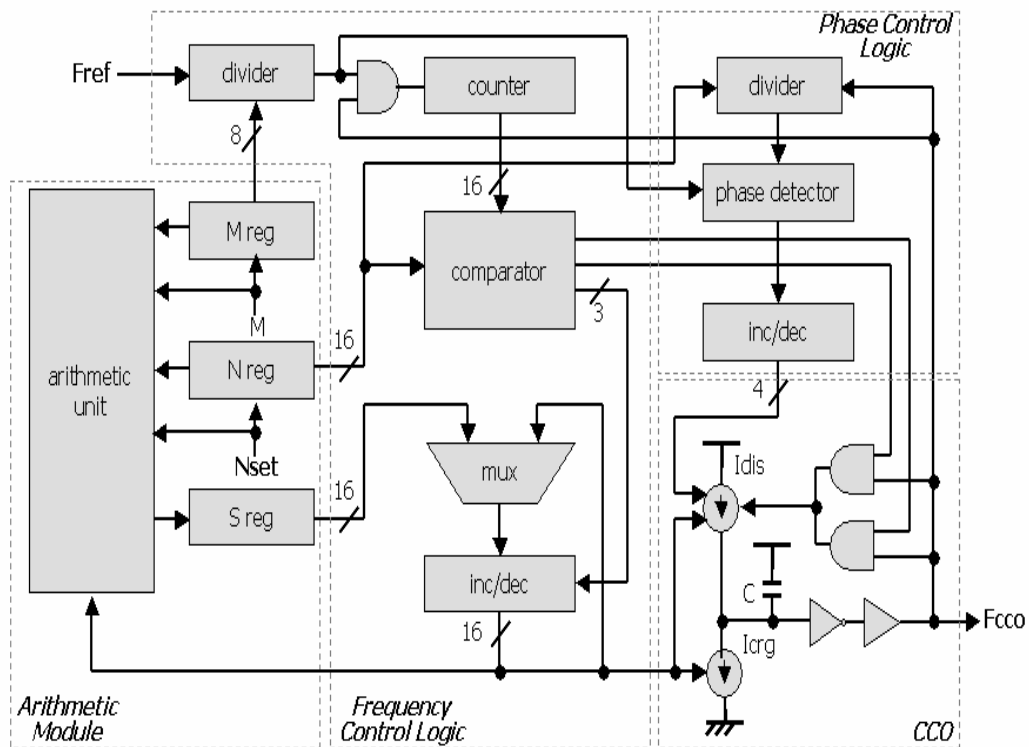 Phase Control
Logic
Fref
divider
counter
divider
8
16
phase detector
M reg
comparator
3
M
inc/dec
16
N reg
4
arithmetic
unit
Nset
mux
Idis
16
S reg
inc/dec
C
16
Fcco
Icrg
Arithmetic
Module
Frequency
Control Logic
CCO